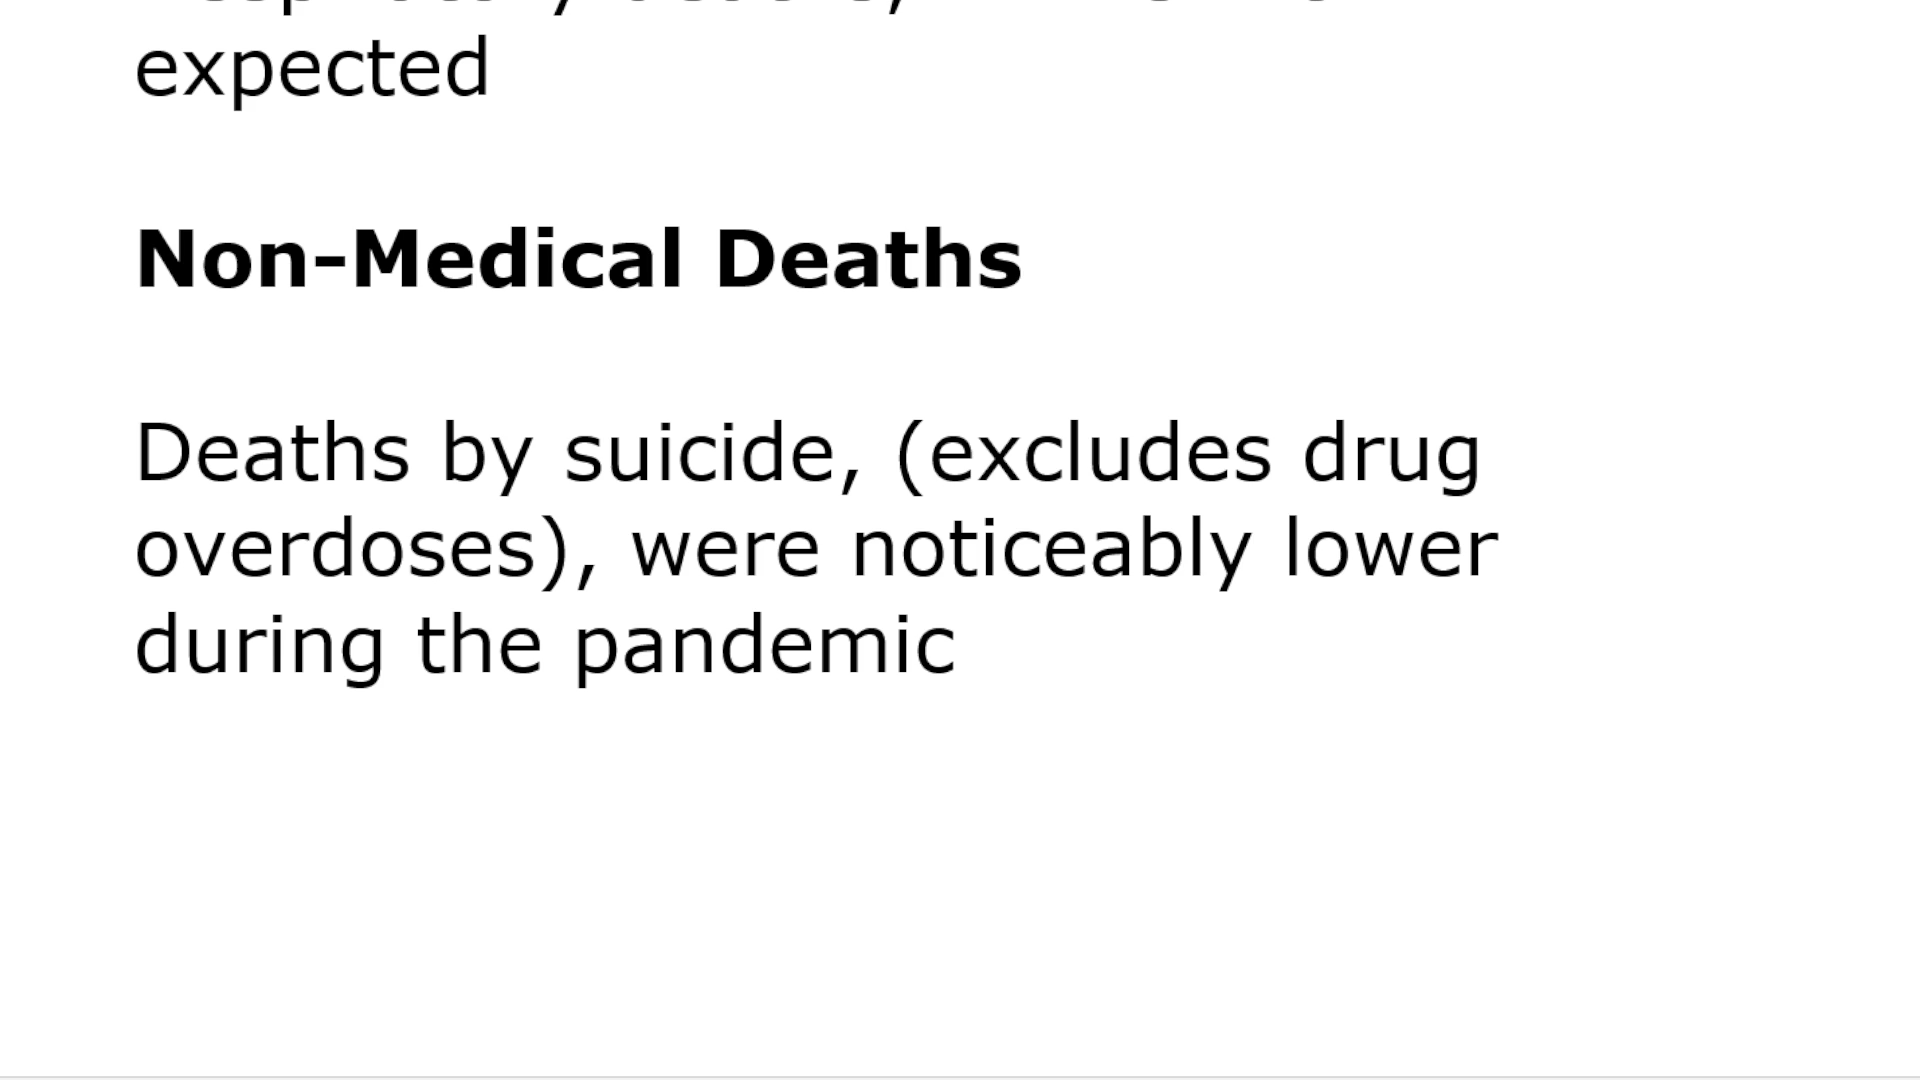 expected
Non-Medical Deaths
Deaths by suicide, (excludes drug
overdoses), were noticeably lower
during the pandemic